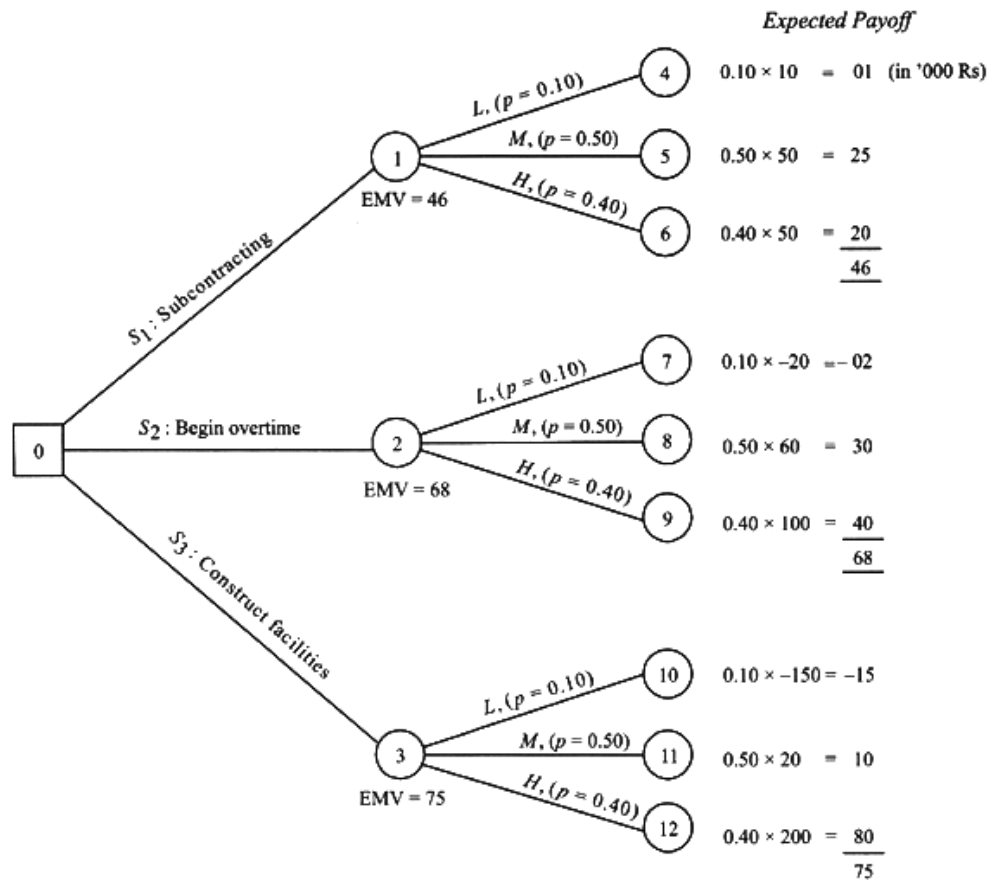 Expected Payoff
L, (p = 0.10)
4
0.10 × 10 = 01 (in '000 Rs)
1
M, (p = 0.50)
5
0.50 × 50 = 25
EMV = 46
H, (p = 0.40)
6
0.40 × 50 = 20
46
S1 : Subcontracting
L, (p = 0.10)
7
0.10 × –20 = – 02
0
S2 : Begin overtime
2
M, (p = 0.50)
8
0.50 × 60 = 30
EMV = 68
H, (p = 0.40)
9
0.40 × 100 = 40
68
S3 : Construct facilities
L, (p = 0.10)
10
0.10 × –150 = –15
3
M, (p = 0.50)
11
0.50 × 20 = 10
EMV = 75
H, (p = 0.40)
12
0.40 × 200 = 80
75